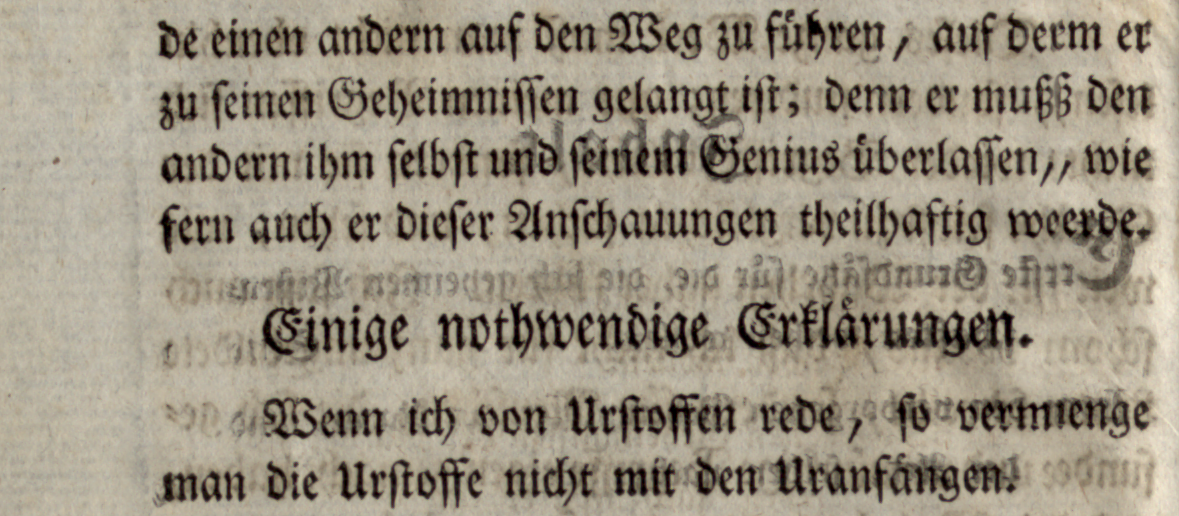 de einen andern auf den Weg zu führen, auf derm er
zu seinen Geheimnissen gelangt ist; denn er mußß den
andern ihm selbst und seinem Genius überlassen,, wie
fern auch er dieser Anschauungen theilhaftig weerde.
Einige nothwendige Erklärungen.
Wenn ich von Urstoffen rede, so vermenge
man die Urstoffe nicht mit den Uranfängen.